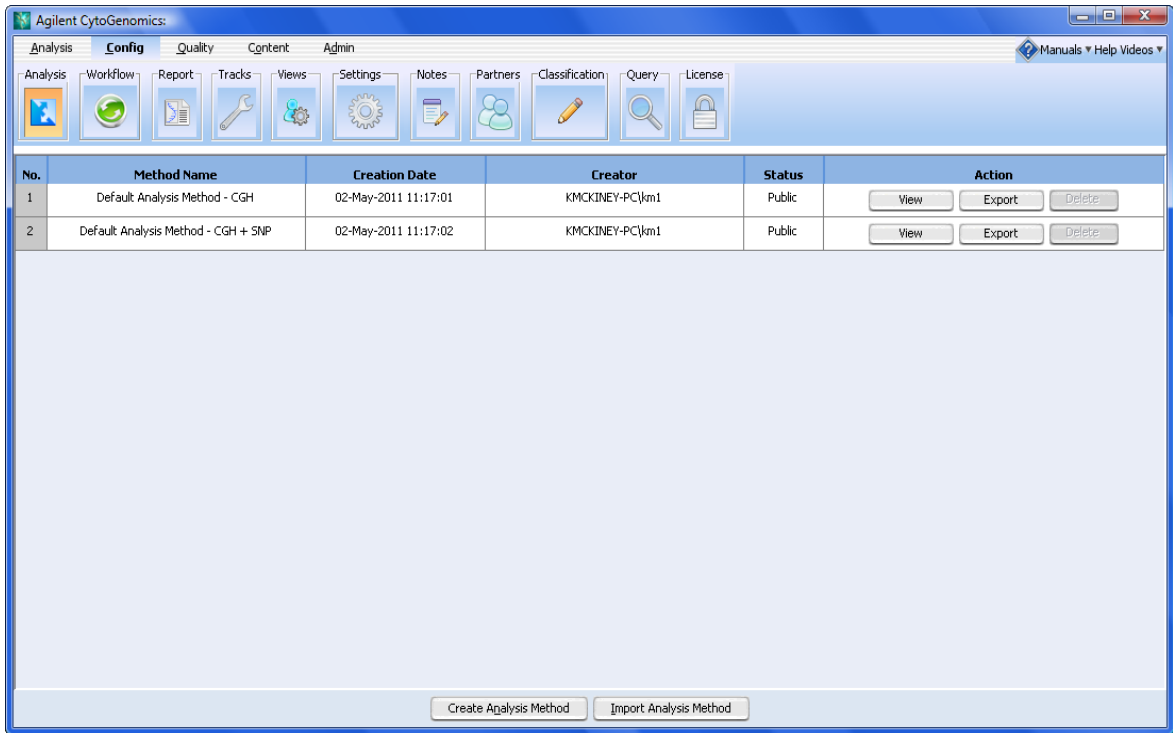 Agilent CytoGenomics:
Analysis Config Quality Content Admin Manuals Help Videos
Analysis Workflow Report Tracks Views Settings Notes Partners Classification Query License
No. Method Name Creation Date Creator Status Action
1 Default Analysis Method - CGH 02-May-2011 11:17:01 KMCKINEY-PC\km1 Public View Export Delete
2 Default Analysis Method - CGH + SNP 02-May-2011 11:17:02 KMCKINEY-PC\km1 Public View Export Delete
Create Analysis Method Import Analysis Method